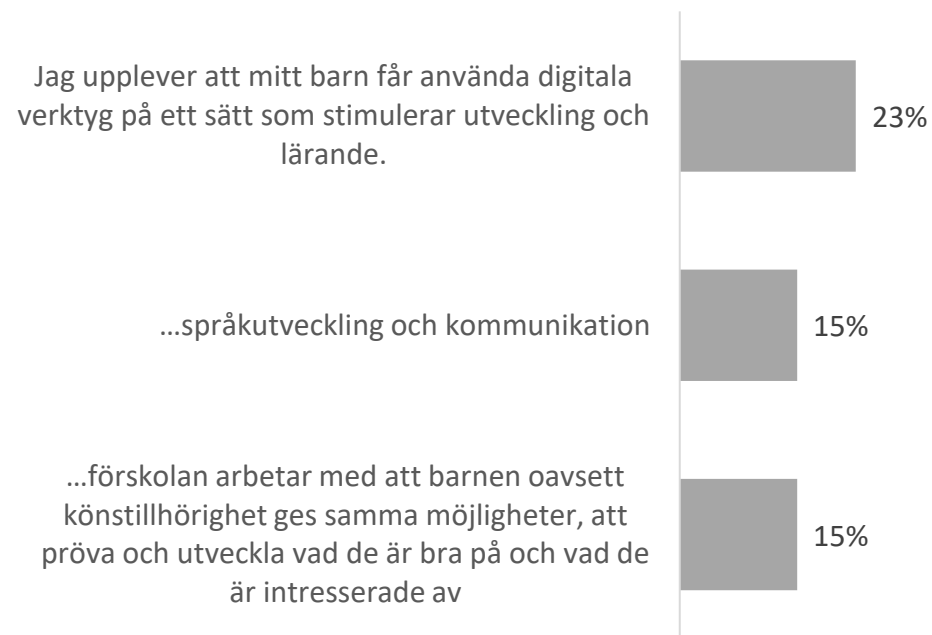 Jag upplever att mitt barn får använda digitala
verktyg på ett sätt som stimulerar utveckling och
lärande.
23%
...språkutveckling och kommunikation
15%
...förskolan arbetar med att barnen oavsett
könstillhörighet ges samma möjligheter, att
pröva och utveckla vad de är bra på och vad de
är intresserade av
15%